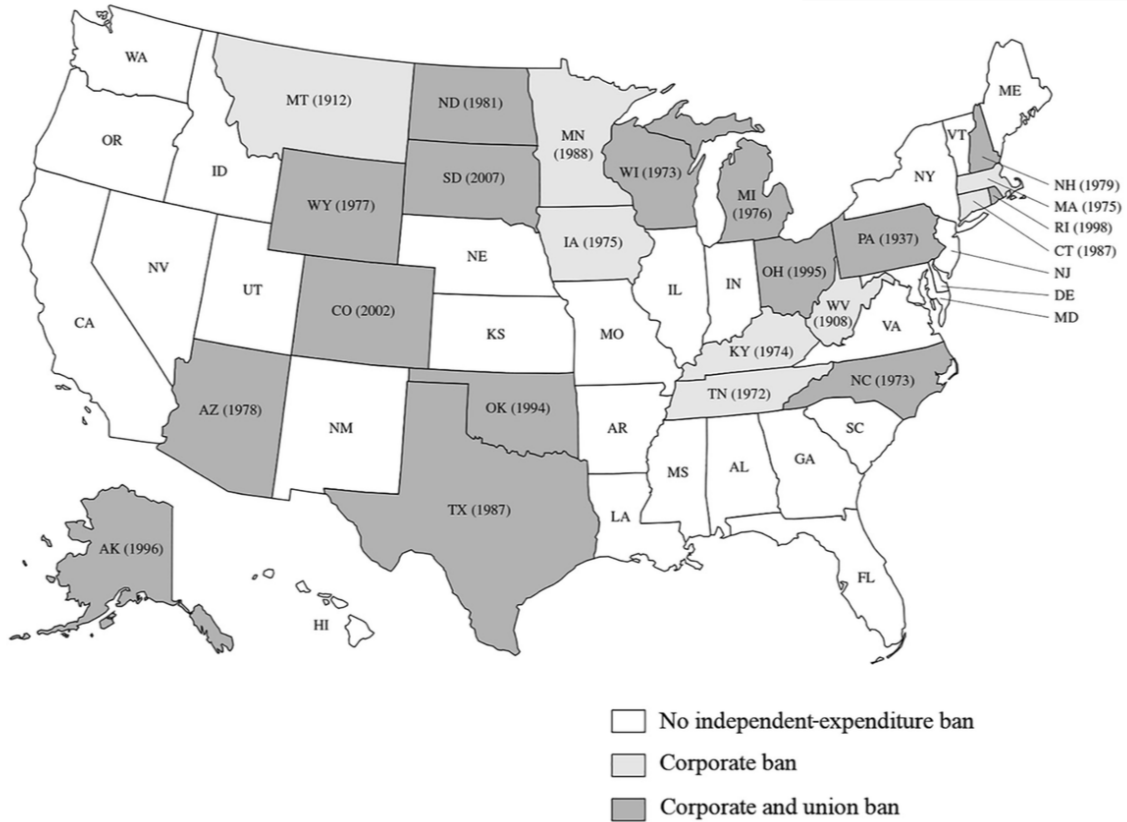 WA
MT (1912)
ND (1981)
ME
OR
MN
(1988)
VT
ID
SD (2007)
WI (1973)
NY
NH (1979)
WY (1977)
MI
(1976)
MA (1975)
RI (1998)
IA (1975)
PA (1937)
CT (1987)
NV
NE
OH (1995)
NJ
UT
IL
IN
DE
CO (2002)
WV
(1908)
MD
CA
KS
MO
VA
KY (1974)
AZ (1978)
OK (1994)
TN (1972)
NC (1973)
NM
AR
SC
MS
AL
GA
TX (1987)
LA
AK (1996)
FL
HI
No independent-expenditure ban
Corporate ban
Corporate and union ban